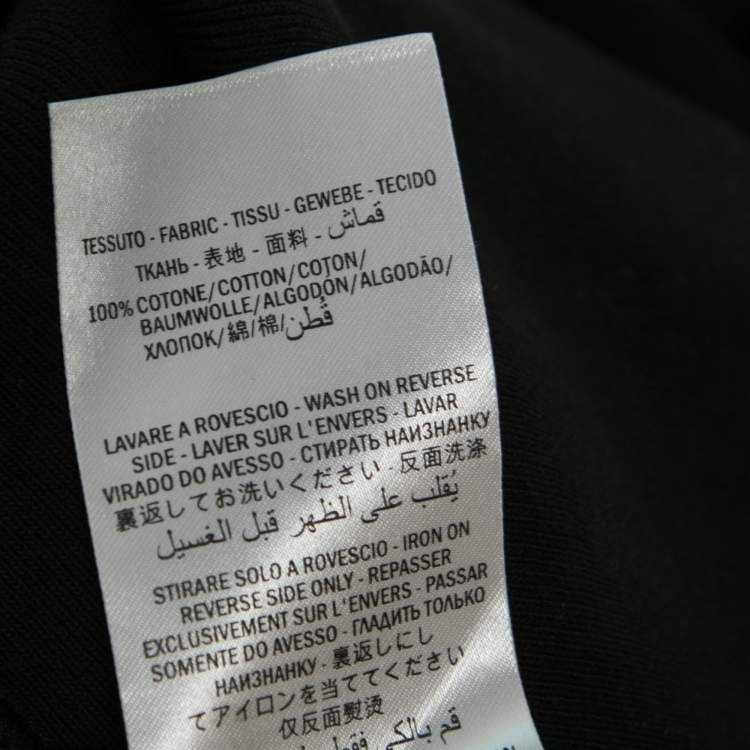 TESSUTO - FABRIC - TISSU - GEWEBE - TECIDO
ТКАНЬ - 表地 - 面料 - قماش
100% COTONE/COTTON/COTON/
BAUMWOLLE/ALGODÓN/ALGODÃO/
ХЛОПОК/綿/棉/قُطن
LAVARE A ROVESCIO - WASH ON REVERSE
SIDE - LAVER SUR L'ENVERS - LAVAR
VIRADO DO AVESSO - СТИРАТЬ НАИЗНАНКУ
裏返してお洗いください - 反面洗涤
يُقلب على الظهر قبل الغسيل
STIRARE SOLO A ROVESCIO - IRON ON
REVERSE SIDE ONLY - REPASSER
EXCLUSIVEMENT SUR L'ENVERS - PASSAR
SOMENTE DO AVESSO - ГЛАДИТЬ ТОЛЬКО
НАИЗНАНКУ - 裏返しにし
てアイロンを当ててください
仅反面熨烫